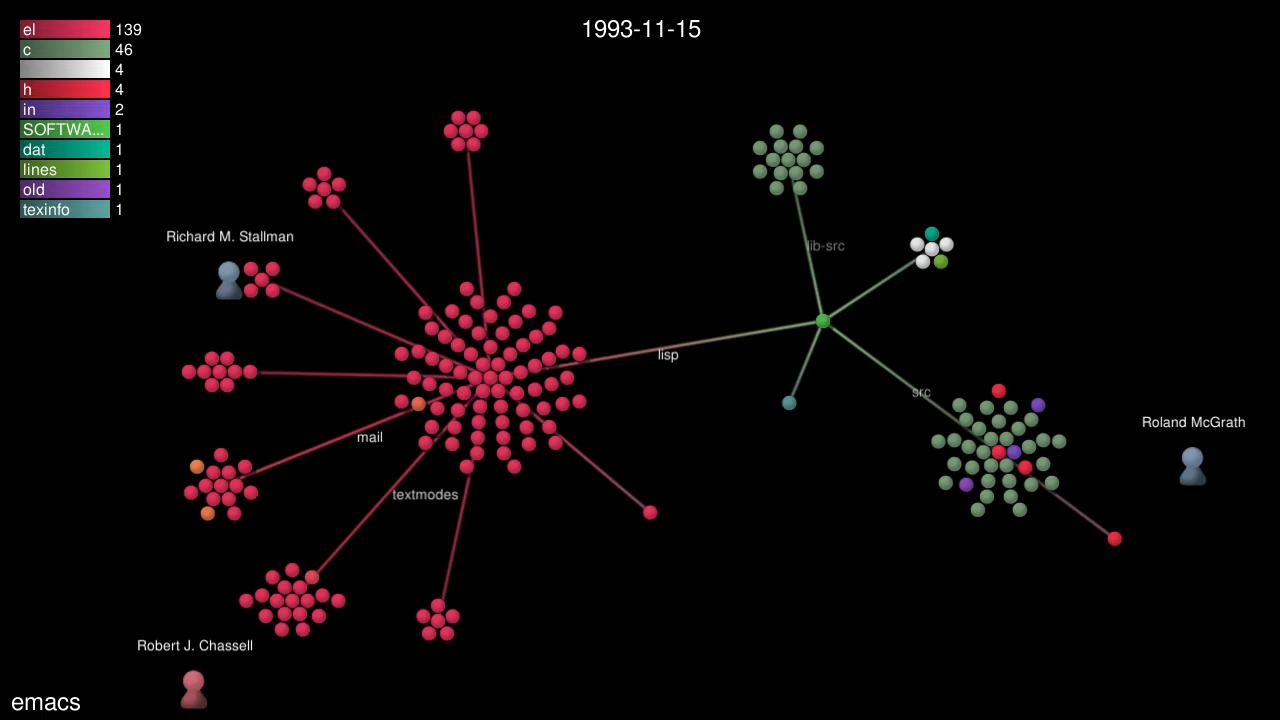 1993-11-15
el 139
c 46
4
h 4
in 2
SOFTWA... 1
dat 1
lines 1
old 1
texinfo 1
Richard M. Stallman
lib-src
lisp
src
mail
Roland McGrath
textmodes
Robert J. Chassell
emacs